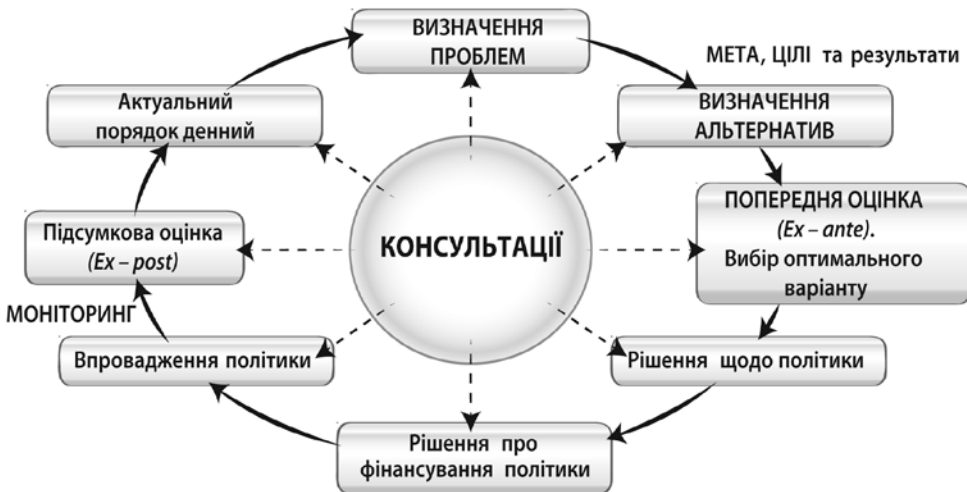 ВИЗНАЧЕННЯ
ПРОБЛЕМ
МЕТА, ЦІЛІ та результати
Актуальний
порядок денний
ВИЗНАЧЕННЯ
АЛЬТЕРНАТИВ
ПОПЕРЕДНЯ ОЦІНКА
(Ex – ante).
Вибір оптимального
варіанту
Підсумкова оцінка
(Ex – post)
КОНСУЛЬТАЦІЇ
МОНІТОРИНГ
Впровадження політики
Рішення щодо політики
Рішення про
фінансування політики